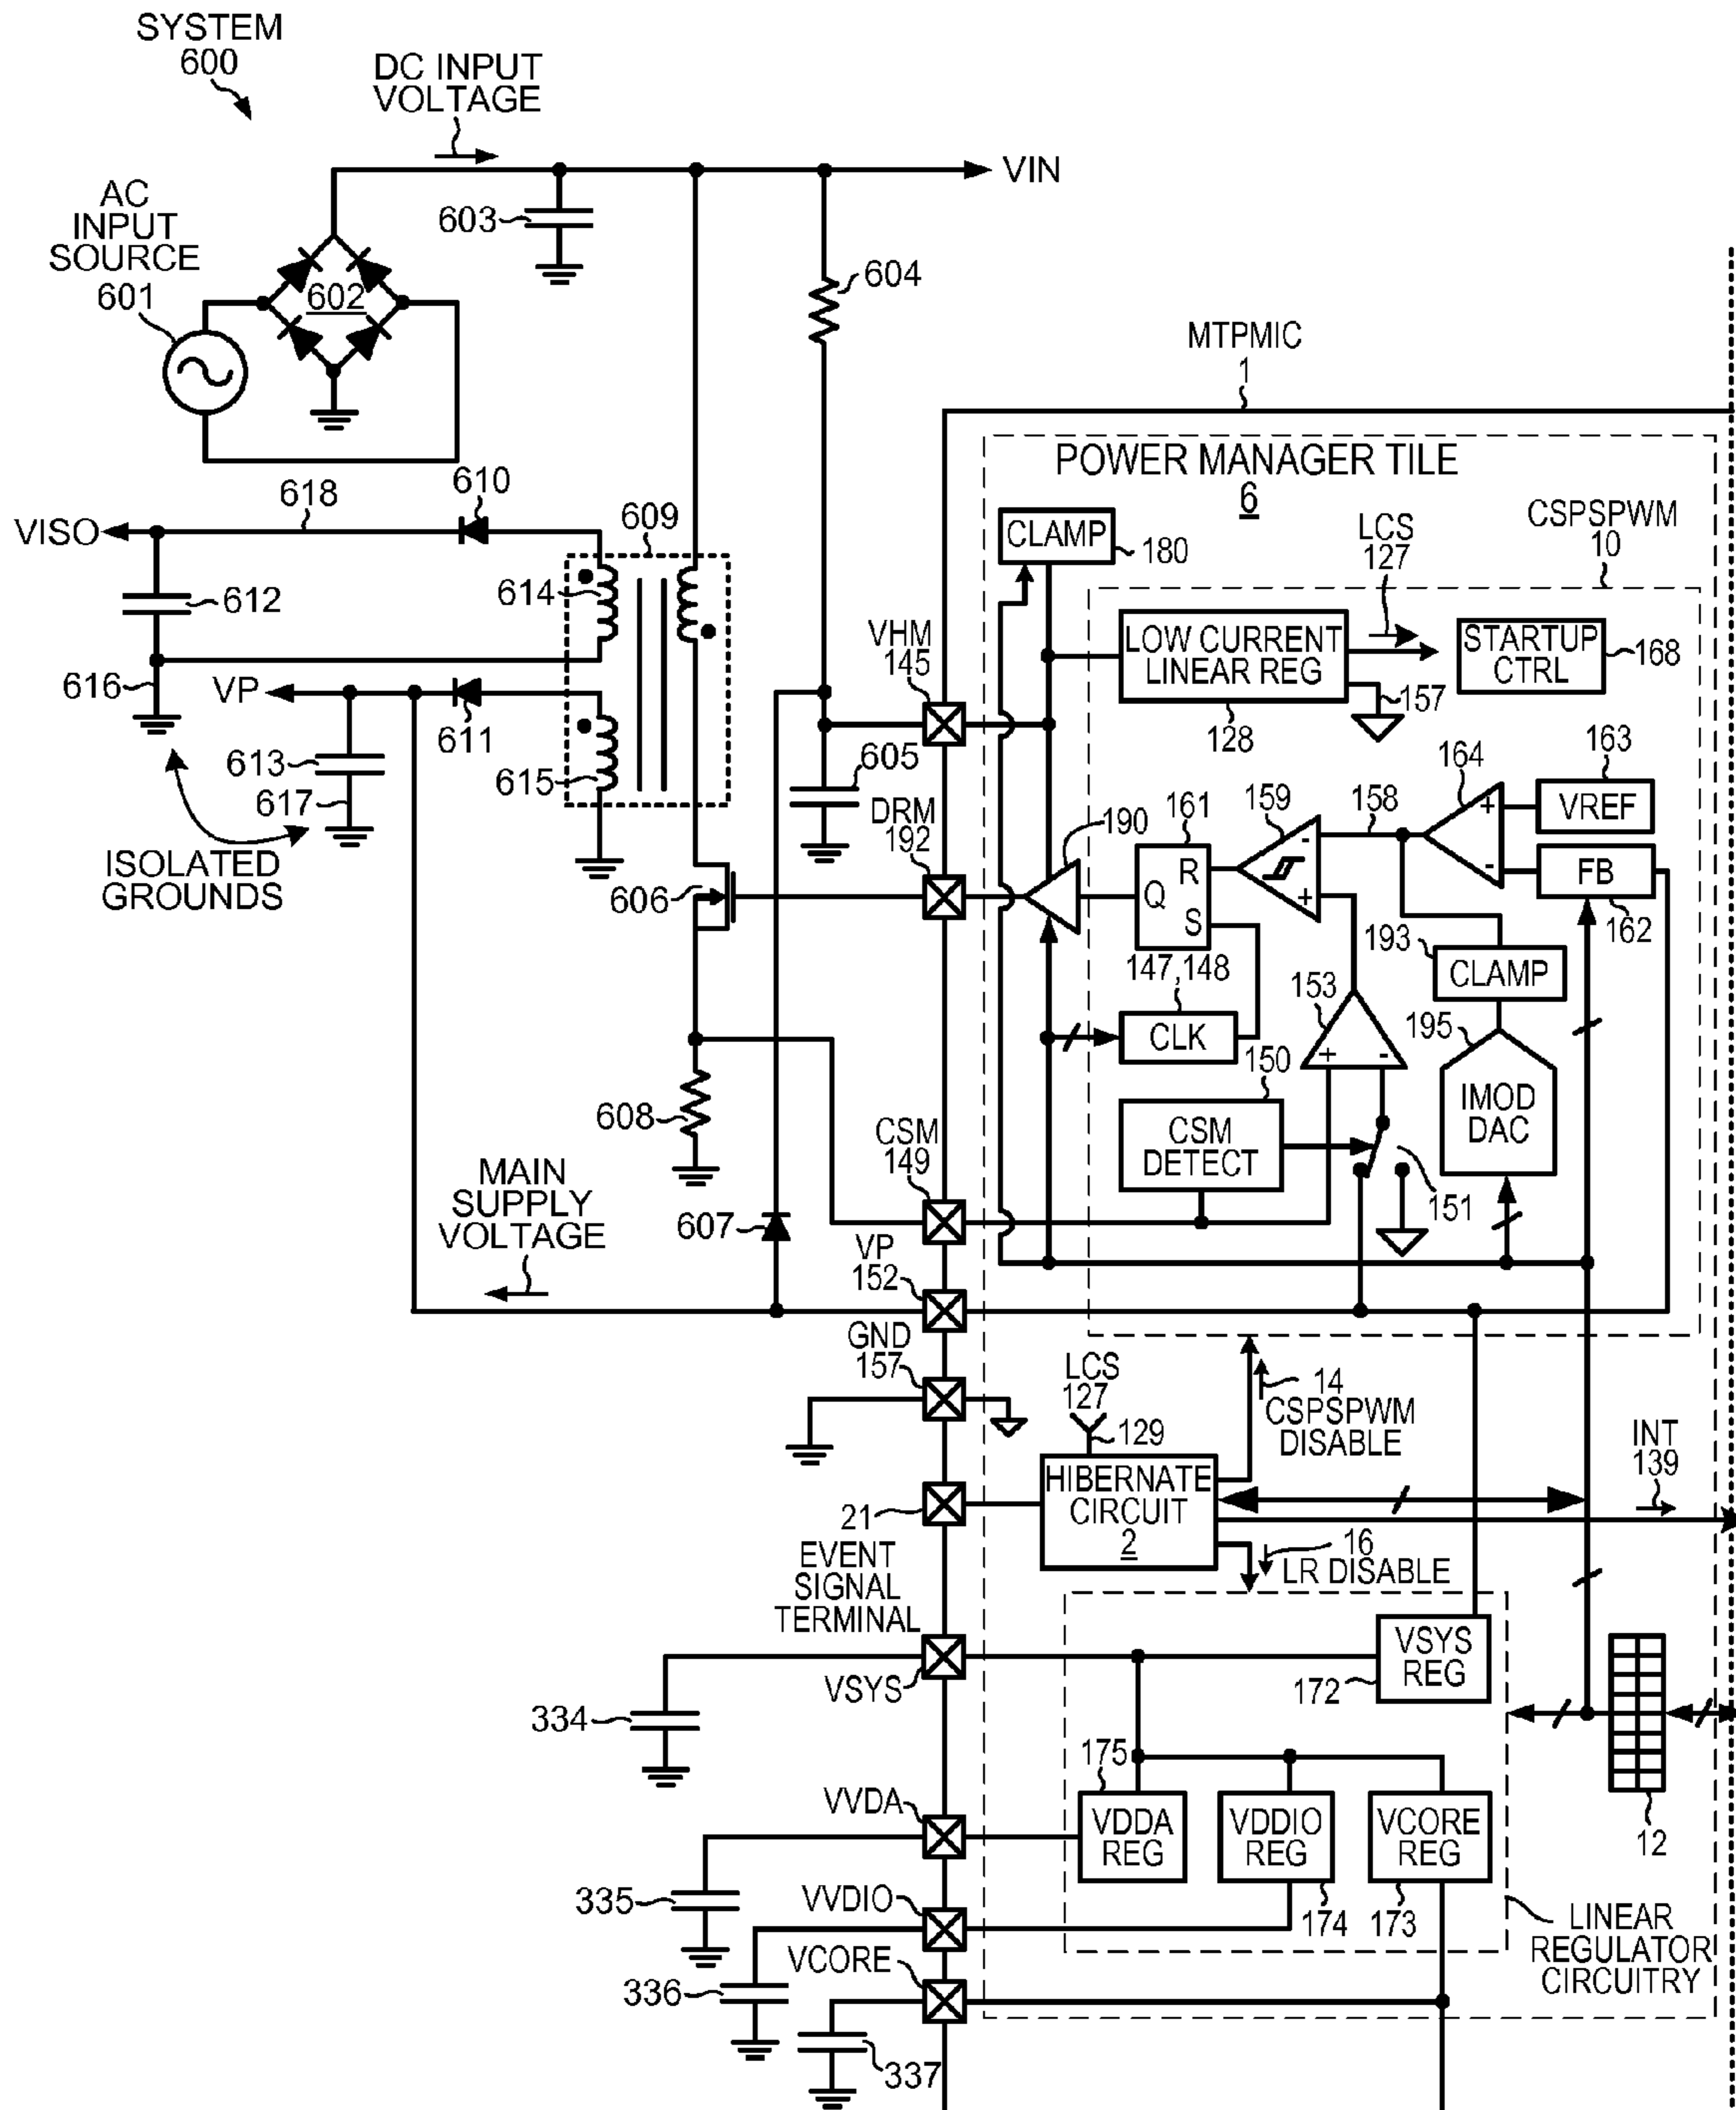 SYSTEM
600
DC INPUT
VOLTAGE
VIN
AC
INPUT
SOURCE
601
602
603
604
MTPMIC
1
POWER MANAGER TILE
6
CSPSPWM
10
VISO
618
610
609
612
614
616
VP
611
613
617
615
ISOLATED
GROUNDS
CLAMP
180
LCS
127
VHM
145
LOW CURRENT
LINEAR REG
128
157
STARTUP
CTRL
168
605
DRM
192
190
161
R
Q
S
159
-
+
158
164
+
-
163
VREF
FB
162
606
147,148
CLK
193
CLAMP
153
+
-
195
IMOD
DAC
150
CSM
DETECT
151
608
CSM
149
MAIN
SUPPLY
VOLTAGE
607
VP
152
GND
157
LCS
127
129
14
CSPSPWM
DISABLE
INT
139
HIBERNATE
CIRCUIT
2
21
EVENT
SIGNAL
TERMINAL
16
LR DISABLE
VSYS
334
VSYS
REG
172
175
VDDA
REG
VDDIO
REG
174
VCORE
REG
173
12
VVDA
335
VVDIO
336
VCORE
337
LINEAR
REGULATOR
CIRCUITRY